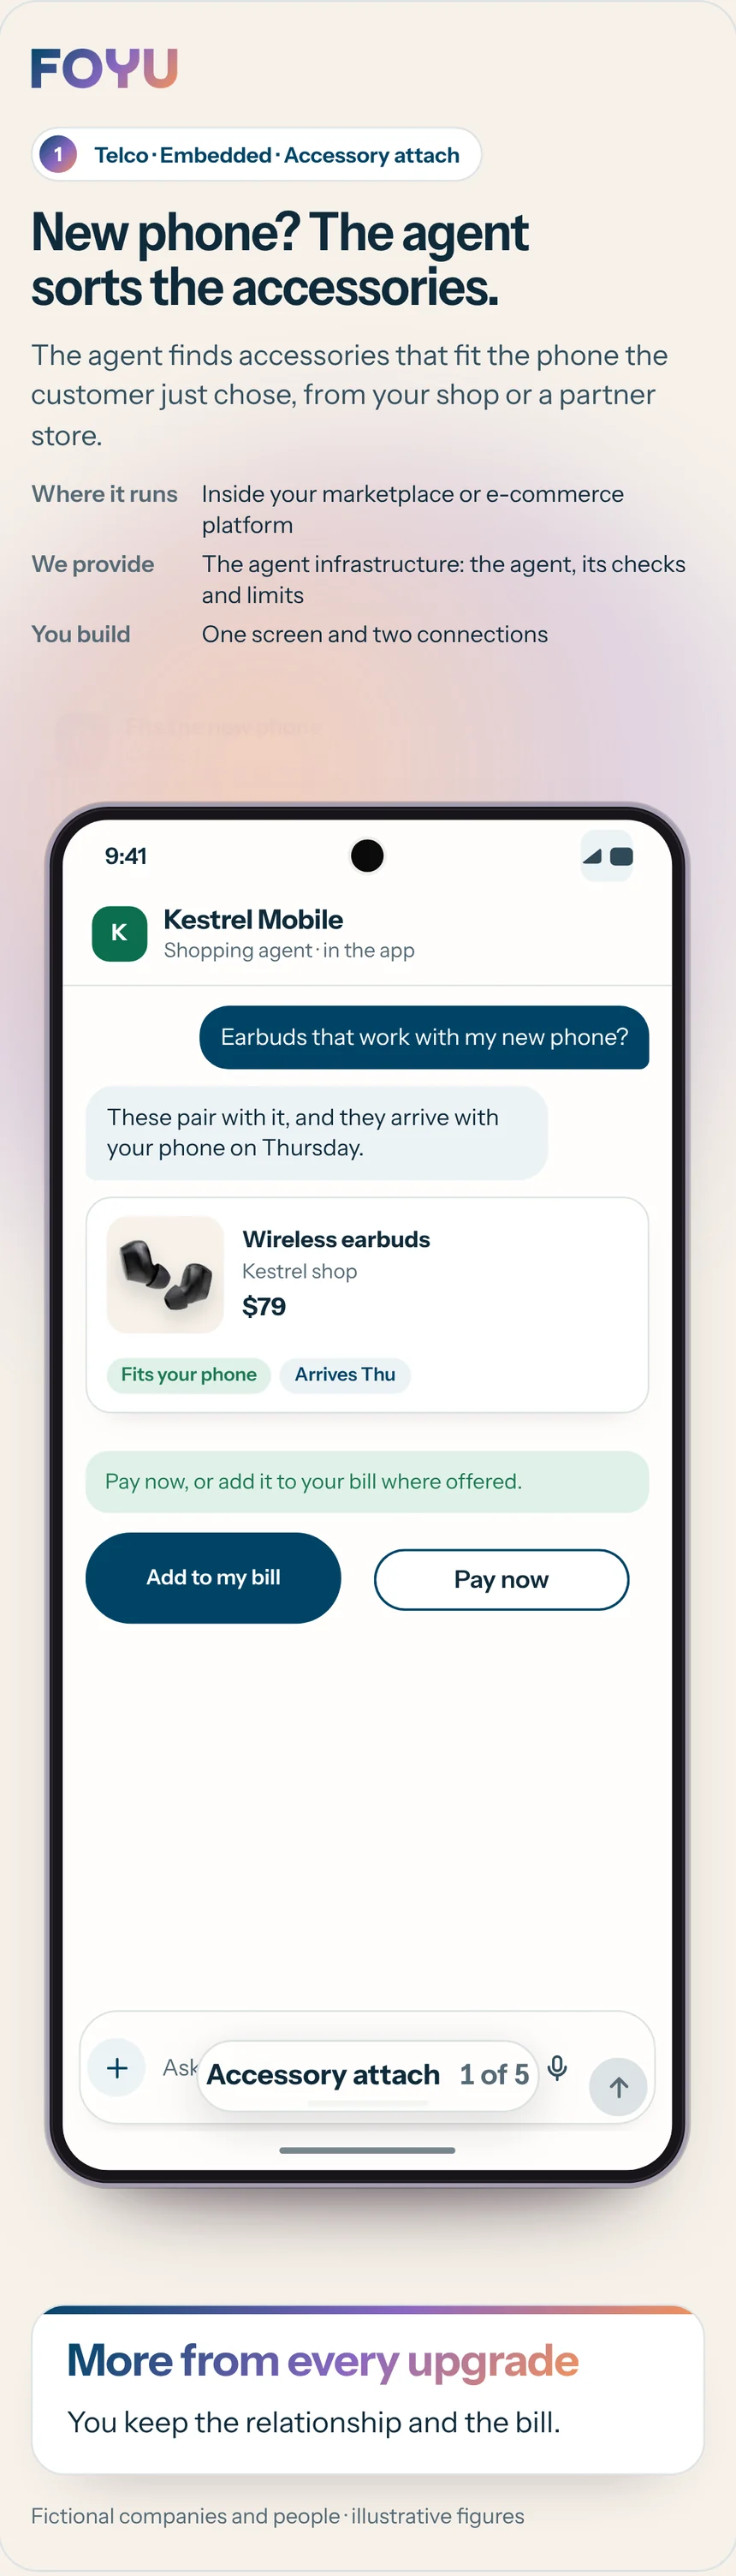 FOYU
1 Telco · Embedded · Accessory attach
New phone? The agent
sorts the accessories.
The agent finds accessories that fit the phone the
customer just chose, from your shop or a partner
store.
Where it runs Inside your marketplace or e-commerce
platform
We provide The agent infrastructure: the agent, its checks
and limits
You build One screen and two connections
Fits the new phone
9:41
K
Kestrel Mobile
Shopping agent · in the app
Earbuds that work with my new phone?
These pair with it, and they arrive with
your phone on Thursday.
Wireless earbuds
Kestrel shop
$79
Fits your phone Arrives Thu
Pay now, or add it to your bill where offered.
Add to my bill Pay now
Ask
Accessory attach 1 of 5
More from every upgrade
You keep the relationship and the bill.
Fictional companies and people · illustrative figures